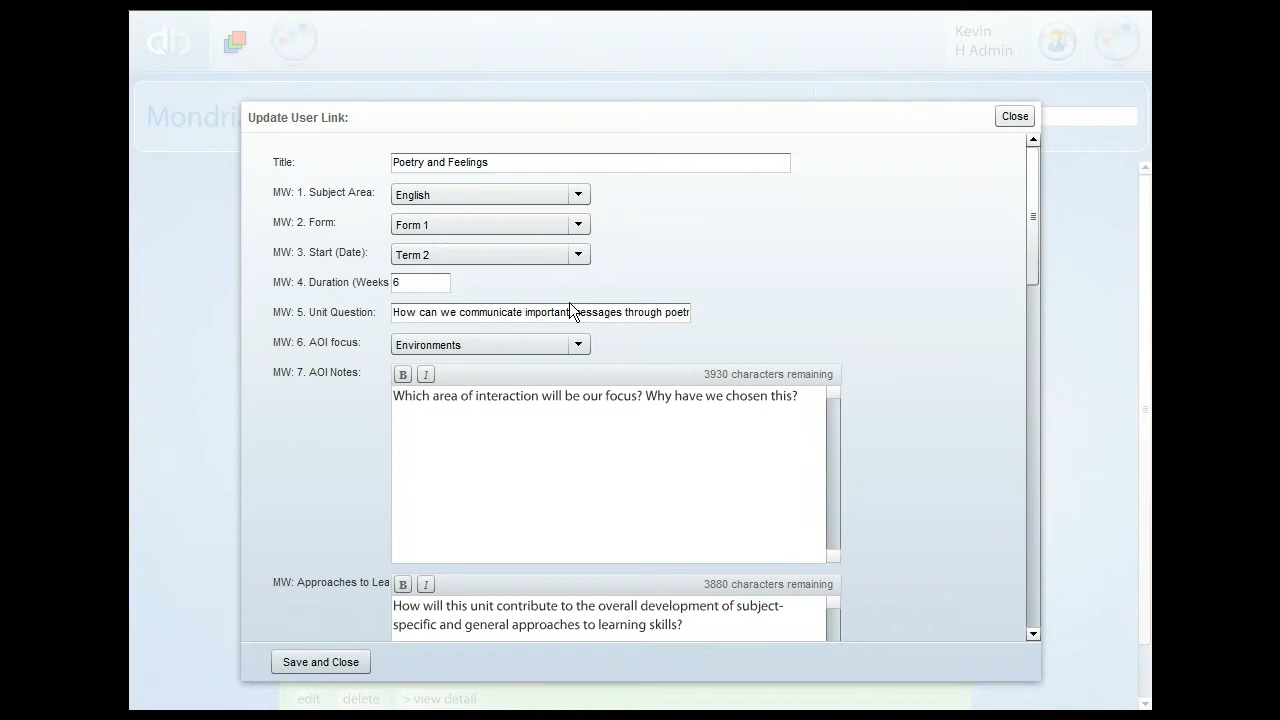 Kevin
H Admin
Mondri
Update User Link:
Close
Title: Poetry and Feelings
MW: 1. Subject Area: English
MW: 2. Form: Form 1
MW: 3. Start (Date): Term 2
MW: 4. Duration (Weeks 6
MW: 5. Unit Question: How can we communicate important messages through poetr
MW: 6. AOI focus: Environments
MW: 7. AOI Notes: B I 3930 characters remaining
Which area of interaction will be our focus? Why have we chosen this?
MW: Approaches to Lea B I 3880 characters remaining
How will this unit contribute to the overall development of subject-
specific and general approaches to learning skills?
Save and Close
edit delete > view detail